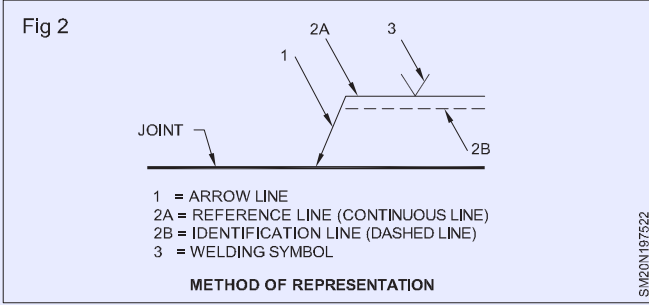 Fig 2
2A
3
1
JOINT
2B
1 = ARROW LINE
2A = REFERENCE LINE (CONTINUOUS LINE)
2B = IDENTIFICATION LINE (DASHED LINE)
3 = WELDING SYMBOL
METHOD OF REPRESENTATION
SM20N197522